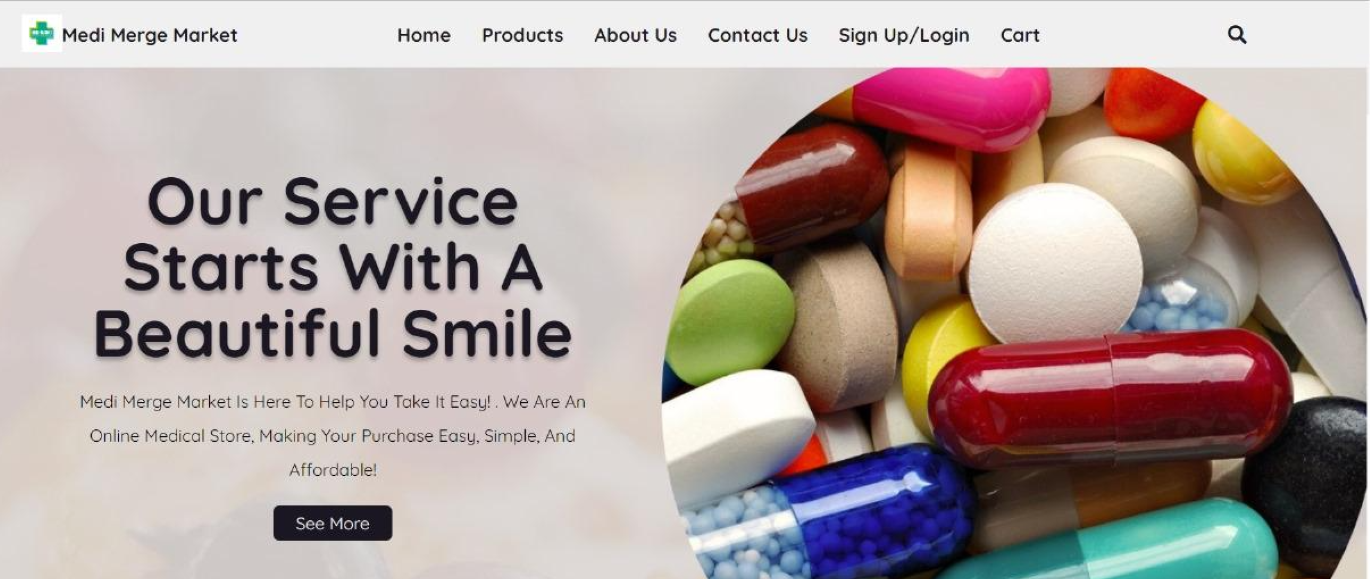 Medi Merge Market
Home Products About Us Contact Us Sign Up/Login Cart
Our Service
Starts With A
Beautiful Smile
Medi Merge Market Is Here To Help You Take It Easy! . We Are An
Online Medical Store, Making Your Purchase Easy, Simple, And
Affordable!
See More